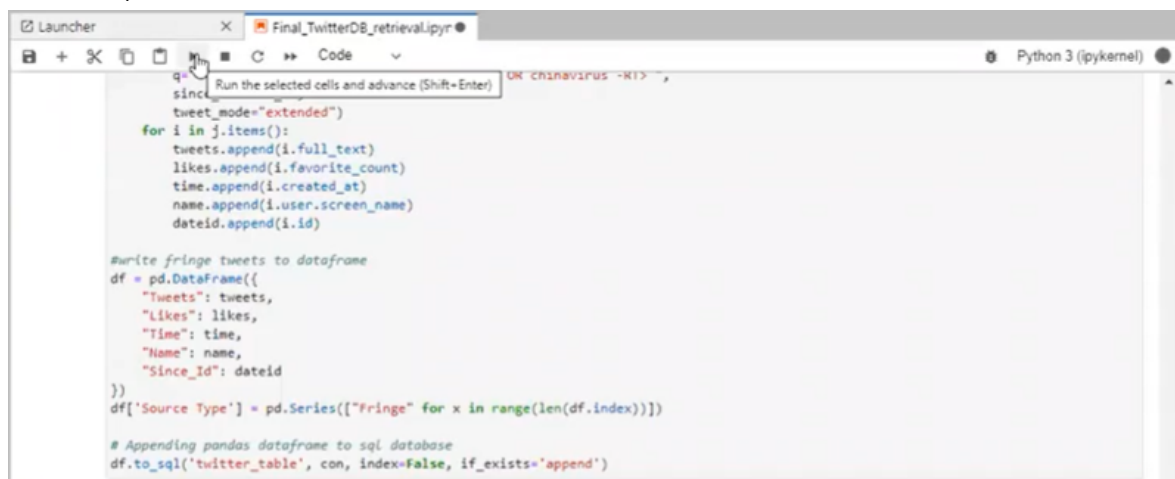 Launcher
Final_TwitterDB_retrieval.ipyr
Code
Python 3 (ipykernel)
q=
OR chinavirus -RT> ",
Run the selected cells and advance (Shift+Enter)
since
tweet_mode="extended")
for i in j.items():
tweets.append(i.full_text)
likes.append(i.favorite_count)
time.append(i.created_at)
name.append(i.user.screen_name)
dateid.append(i.id)
#write fringe tweets to dataframe
df = pd.DataFrame({
"Tweets": tweets,
"Likes": likes,
"Time": time,
"Name": name,
"Since_Id": dateid
})
df['Source Type'] = pd.Series(["Fringe" for x in range(len(df.index))])
# Appending pandas dataframe to sql database
df.to_sql('twitter_table', con, index=False, if_exists='append')